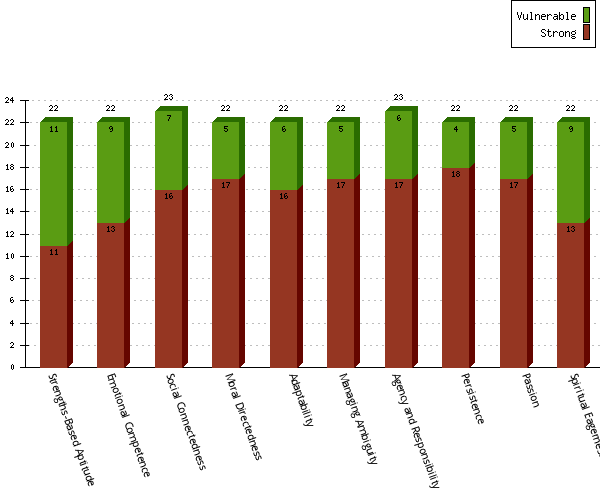 Vulnerable
Strong
24
22
20
18
16
14
12
10
8
6
4
2
0
22 22 23 22 22 22 23 22 22 22
11 9 7 5 6 5 6 4 5 9
11 13 16 17 16 17 17 18 17 13
Strengths-Based Aptitude
Emotional Competence
Social Connectedness
Moral Directedness
Adaptability
Managing Ambiguity
Agency and Responsibility
Persistence
Passion
Spiritual